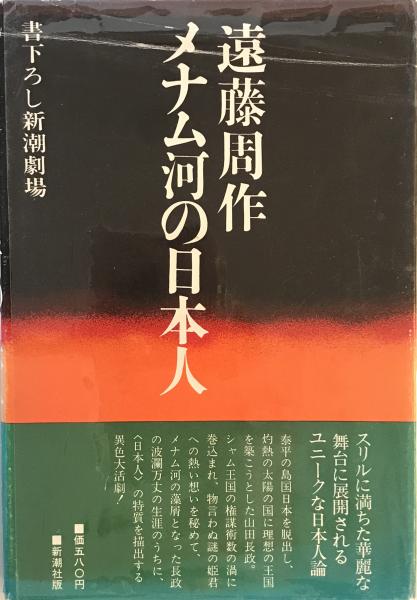 遠藤周作
メナム河の日本人
書下ろし新潮劇場
スリルに満ちた華麗な
舞台に展開される
ユニークな日本人論
泰平の島国日本を脱出し、
灼熱の太陽の国に理想の王国
を築こうとした山田長政。
シャム王国の権謀術数の渦に
巻込まれ、物言わぬ謎の姫君
への熱い想いを秘めて、
メナム河の藻屑となった長政
の波瀾万丈の生涯のうちに、
〈日本人〉の特質を描出する
異色大活劇！
■価五八〇円
■新潮社版